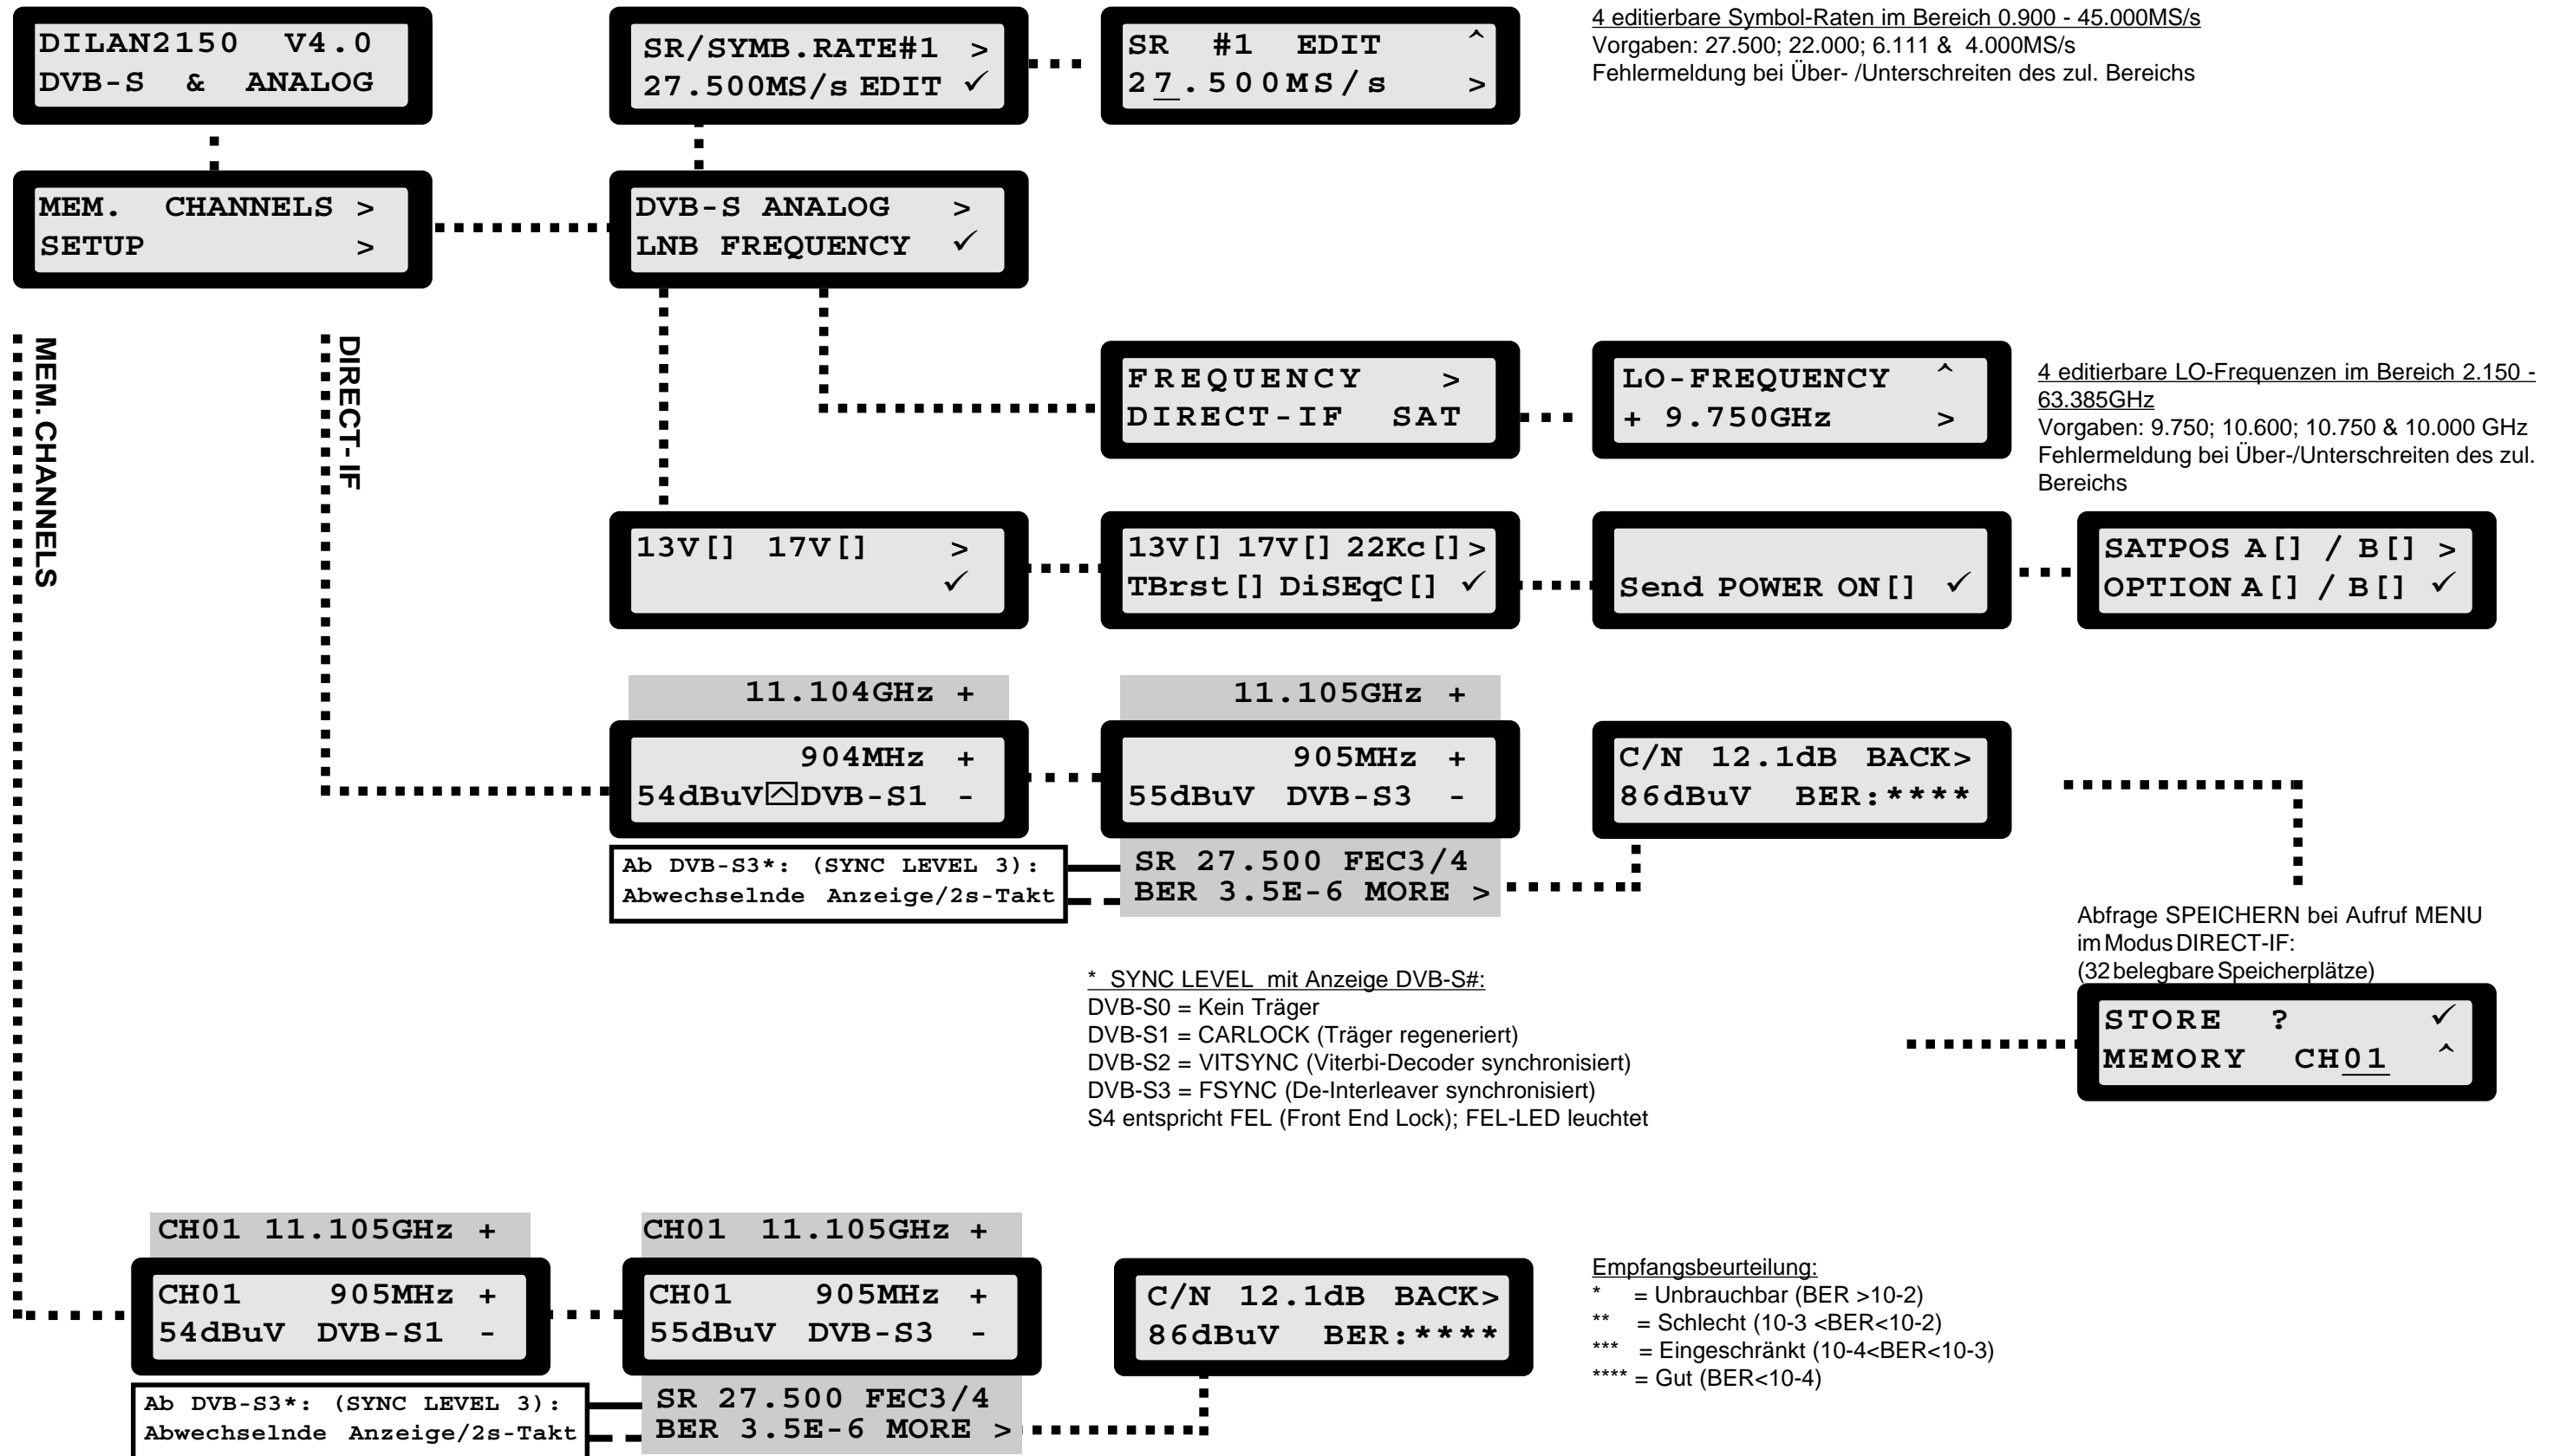 DILAN2150 V4.0
DVB-S & ANALOG
SR/SYMB.RATE#1 >
27.500MS/s EDIT ✓
SR #1 EDIT ^
27.500MS/s >
4 editierbare Symbol-Raten im Bereich 0.900 - 45.000MS/s
Vorgaben: 27.500; 22.000; 6.111 & 4.000MS/s
Fehlermeldung bei Über- /Unterschreiten des zul. Bereichs
MEM. CHANNELS >
SETUP >
DVB-S ANALOG >
LNB FREQUENCY ✓
MEM. CHANNELS
DIRECT- IF
FREQUENCY >
DIRECT-IF SAT
LO-FREQUENCY ^
+ 9.750GHz >
4 editierbare LO-Frequenzen im Bereich 2.150 -
63.385GHz
Vorgaben: 9.750; 10.600; 10.750 & 10.000 GHz
Fehlermeldung bei Über-/Unterschreiten des zul.
Bereichs
13V[] 17V[] >
✓
13V[] 17V[] 22Kc[]>
TBrst[] DiSEqC[] ✓
Send POWER ON[] ✓
SATPOS A[] / B[] >
OPTION A[] / B[] ✓
11.104GHz +
904MHz +
54dBuV^DVB-S1 -
11.105GHz +
905MHz +
55dBuV DVB-S3 -
C/N 12.1dB BACK>
86dBuV BER:****
Ab DVB-S3*: (SYNC LEVEL 3):
Abwechselnde Anzeige/2s-Takt
SR 27.500 FEC3/4
BER 3.5E-6 MORE >
Abfrage SPEICHERN bei Aufruf MENU
im Modus DIRECT-IF:
(32 belegbare Speicherplätze)
STORE ? ✓
MEMORY CH01 ^
* SYNC LEVEL mit Anzeige DVB-S#:
DVB-S0 = Kein Träger
DVB-S1 = CARLOCK (Träger regeneriert)
DVB-S2 = VITSYNC (Viterbi-Decoder synchronisiert)
DVB-S3 = FSYNC (De-Interleaver synchronisiert)
S4 entspricht FEL (Front End Lock); FEL-LED leuchtet
CH01 11.105GHz +
CH01 905MHz +
54dBuV DVB-S1 -
CH01 11.105GHz +
CH01 905MHz +
55dBuV DVB-S3 -
C/N 12.1dB BACK>
86dBuV BER:****
Ab DVB-S3*: (SYNC LEVEL 3):
Abwechselnde Anzeige/2s-Takt
SR 27.500 FEC3/4
BER 3.5E-6 MORE >
Empfangsbeurteilung:
* = Unbrauchbar (BER >10-2)
** = Schlecht (10-3 <BER<10-2)
*** = Eingeschränkt (10-4<BER<10-3)
**** = Gut (BER<10-4)